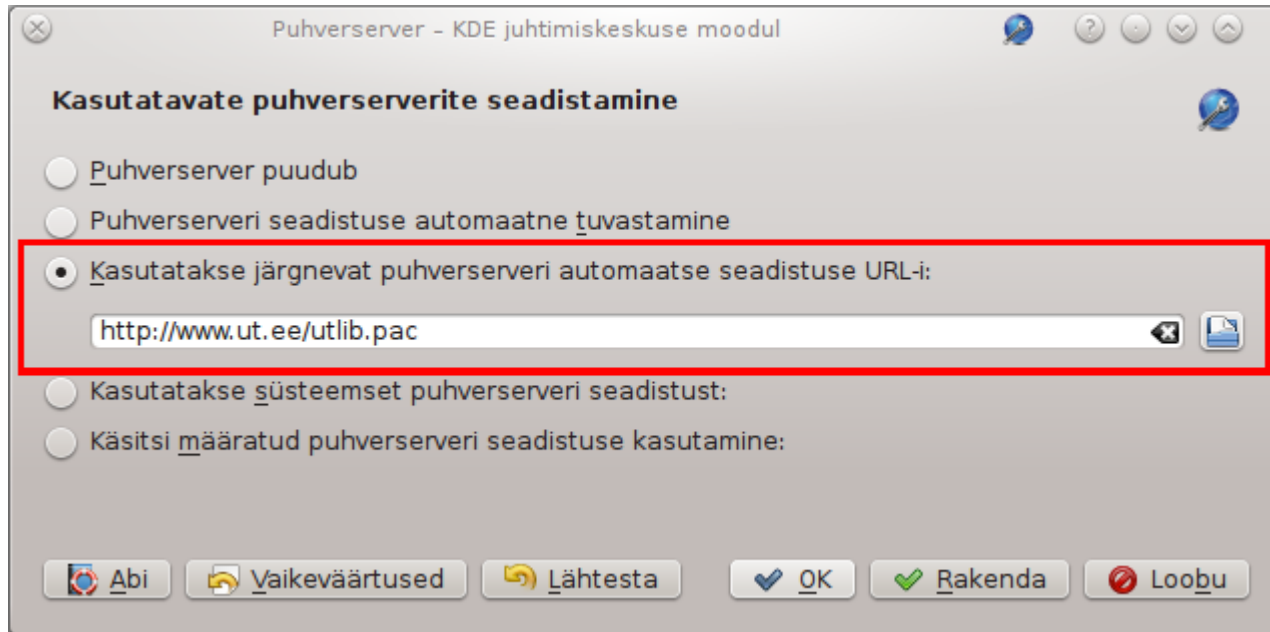 Puhverserver – KDE juhtimiskeskuse moodul
Kasutatavate puhverserverite seadistamine
Puhverserver puudub
Puhverserveri seadistuse automaatne tuvastamine
Kasutatakse järgnevat puhverserveri automaatse seadistuse URL-i:
http://www.ut.ee/utlib.pac
Kasutatakse süsteemset puhverserveri seadistust:
Käsitsi määratud puhverserveri seadistuse kasutamine:
Abi Vaikeväärtused Lähtesta OK Rakenda Loobu